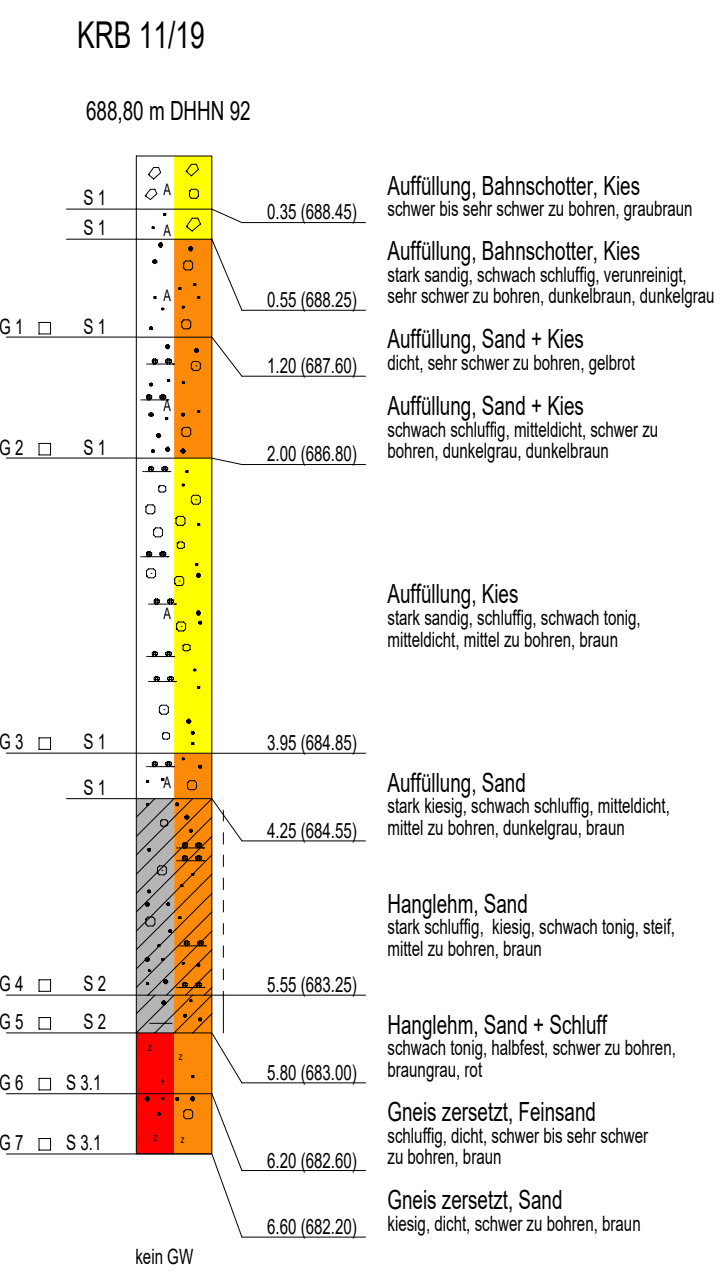 KRB 11/19
688,80 m DHHN 92
S 1
0.35 (688.45)
Auffüllung, Bahnschotter, Kies
schwer bis sehr schwer zu bohren, graubraun
S 1
0.55 (688.25)
Auffüllung, Bahnschotter, Kies
stark sandig, schwach schluffig, verunreinigt,
sehr schwer zu bohren, dunkelbraun, dunkelgrau
G 1 S 1
1.20 (687.60)
Auffüllung, Sand + Kies
dicht, sehr schwer zu bohren, gelbrot
G 2 S 1
2.00 (686.80)
Auffüllung, Sand + Kies
schwach schluffig, mitteldicht, schwer zu
bohren, dunkelgrau, dunkelbraun
G 3 S 1
3.95 (684.85)
Auffüllung, Kies
stark sandig, schluffig, schwach tonig,
mitteldicht, mittel zu bohren, braun
S 1
4.25 (684.55)
Auffüllung, Sand
stark kiesig, schwach schluffig, mitteldicht,
mittel zu bohren, dunkelgrau, braun
G 4 S 2
5.55 (683.25)
Hanglehm, Sand
stark schluffig, kiesig, schwach tonig, steif,
mittel zu bohren, braun
G 5 S 2
5.80 (683.00)
Hanglehm, Sand + Schluff
schwach tonig, halbfest, schwer zu bohren,
braungrau, rot
G 6 S 3.1
6.20 (682.60)
Gneis zersetzt, Feinsand
schluffig, dicht, schwer bis sehr schwer
zu bohren, braun
G 7 S 3.1
6.60 (682.20)
Gneis zersetzt, Sand
kiesig, dicht, schwer zu bohren, braun
A
A
A
A
A
A
z
z
z
z
kein GW